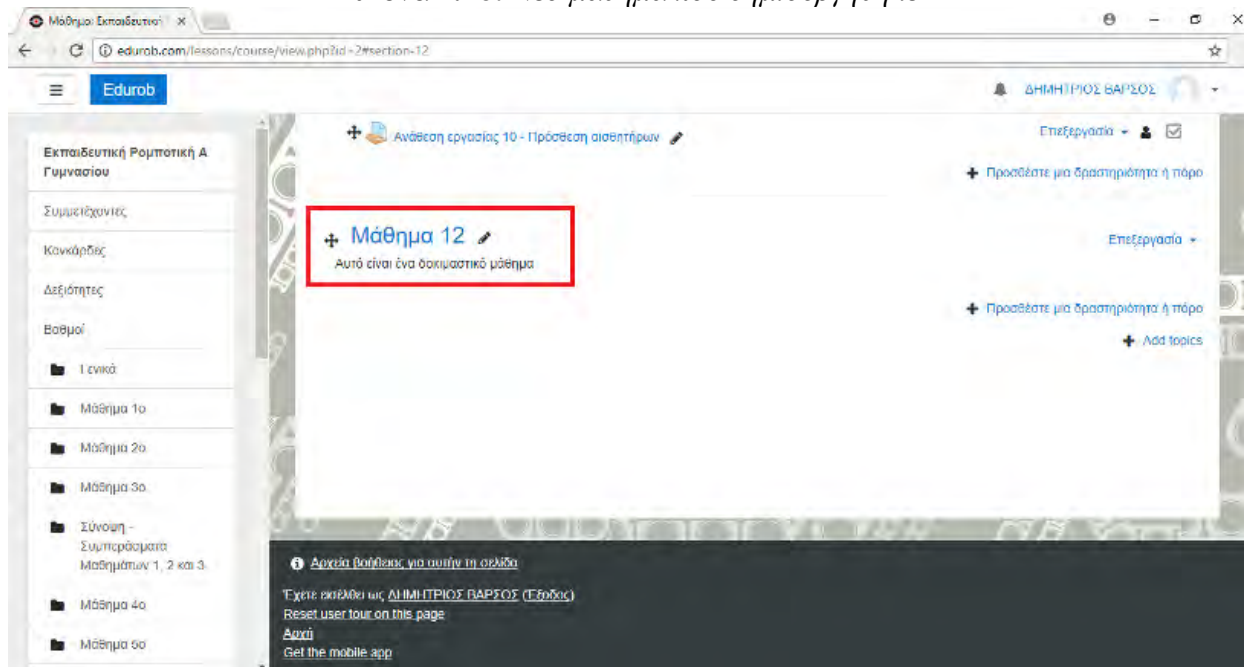 Μάθημα: Εκπαιδευτική
edurob.com/lessons/course/view.php?id=2#section-12
Edurob
ΔΗΜΗΤΡΙΟΣ ΒΑΡΣΟΣ
Εκπαιδευτική Ρομποτική Α
Γυμνασίου
Συμμετέχοντες
Κονκάρδες
Δεξιότητες
Βαθμοί
Γενικά
Μάθημα 1ο
Μάθημα 2ο
Μάθημα 3ο
Σύνοψη -
Συμπεράσματα
Μαθημάτων 1, 2 και 3
Μάθημα 4ο
Μάθημα 5ο
Ανάθεση εργασίας 10 - Πρόσθεση αισθητήρων
Επεξεργασία
Προσθέστε μια δραστηριότητα ή πόρο
Μάθημα 12
Επεξεργασία
Αυτό είναι ένα δοκιμαστικό μάθημα
Προσθέστε μια δραστηριότητα ή πόρο
Add topics
Αρχεία βοήθειας για αυτήν τη σελίδα
Έχετε εισέλθει ως ΔΗΜΗΤΡΙΟΣ ΒΑΡΣΟΣ (Έξοδος)
Reset user tour on this page
Αρχή
Get the mobile app